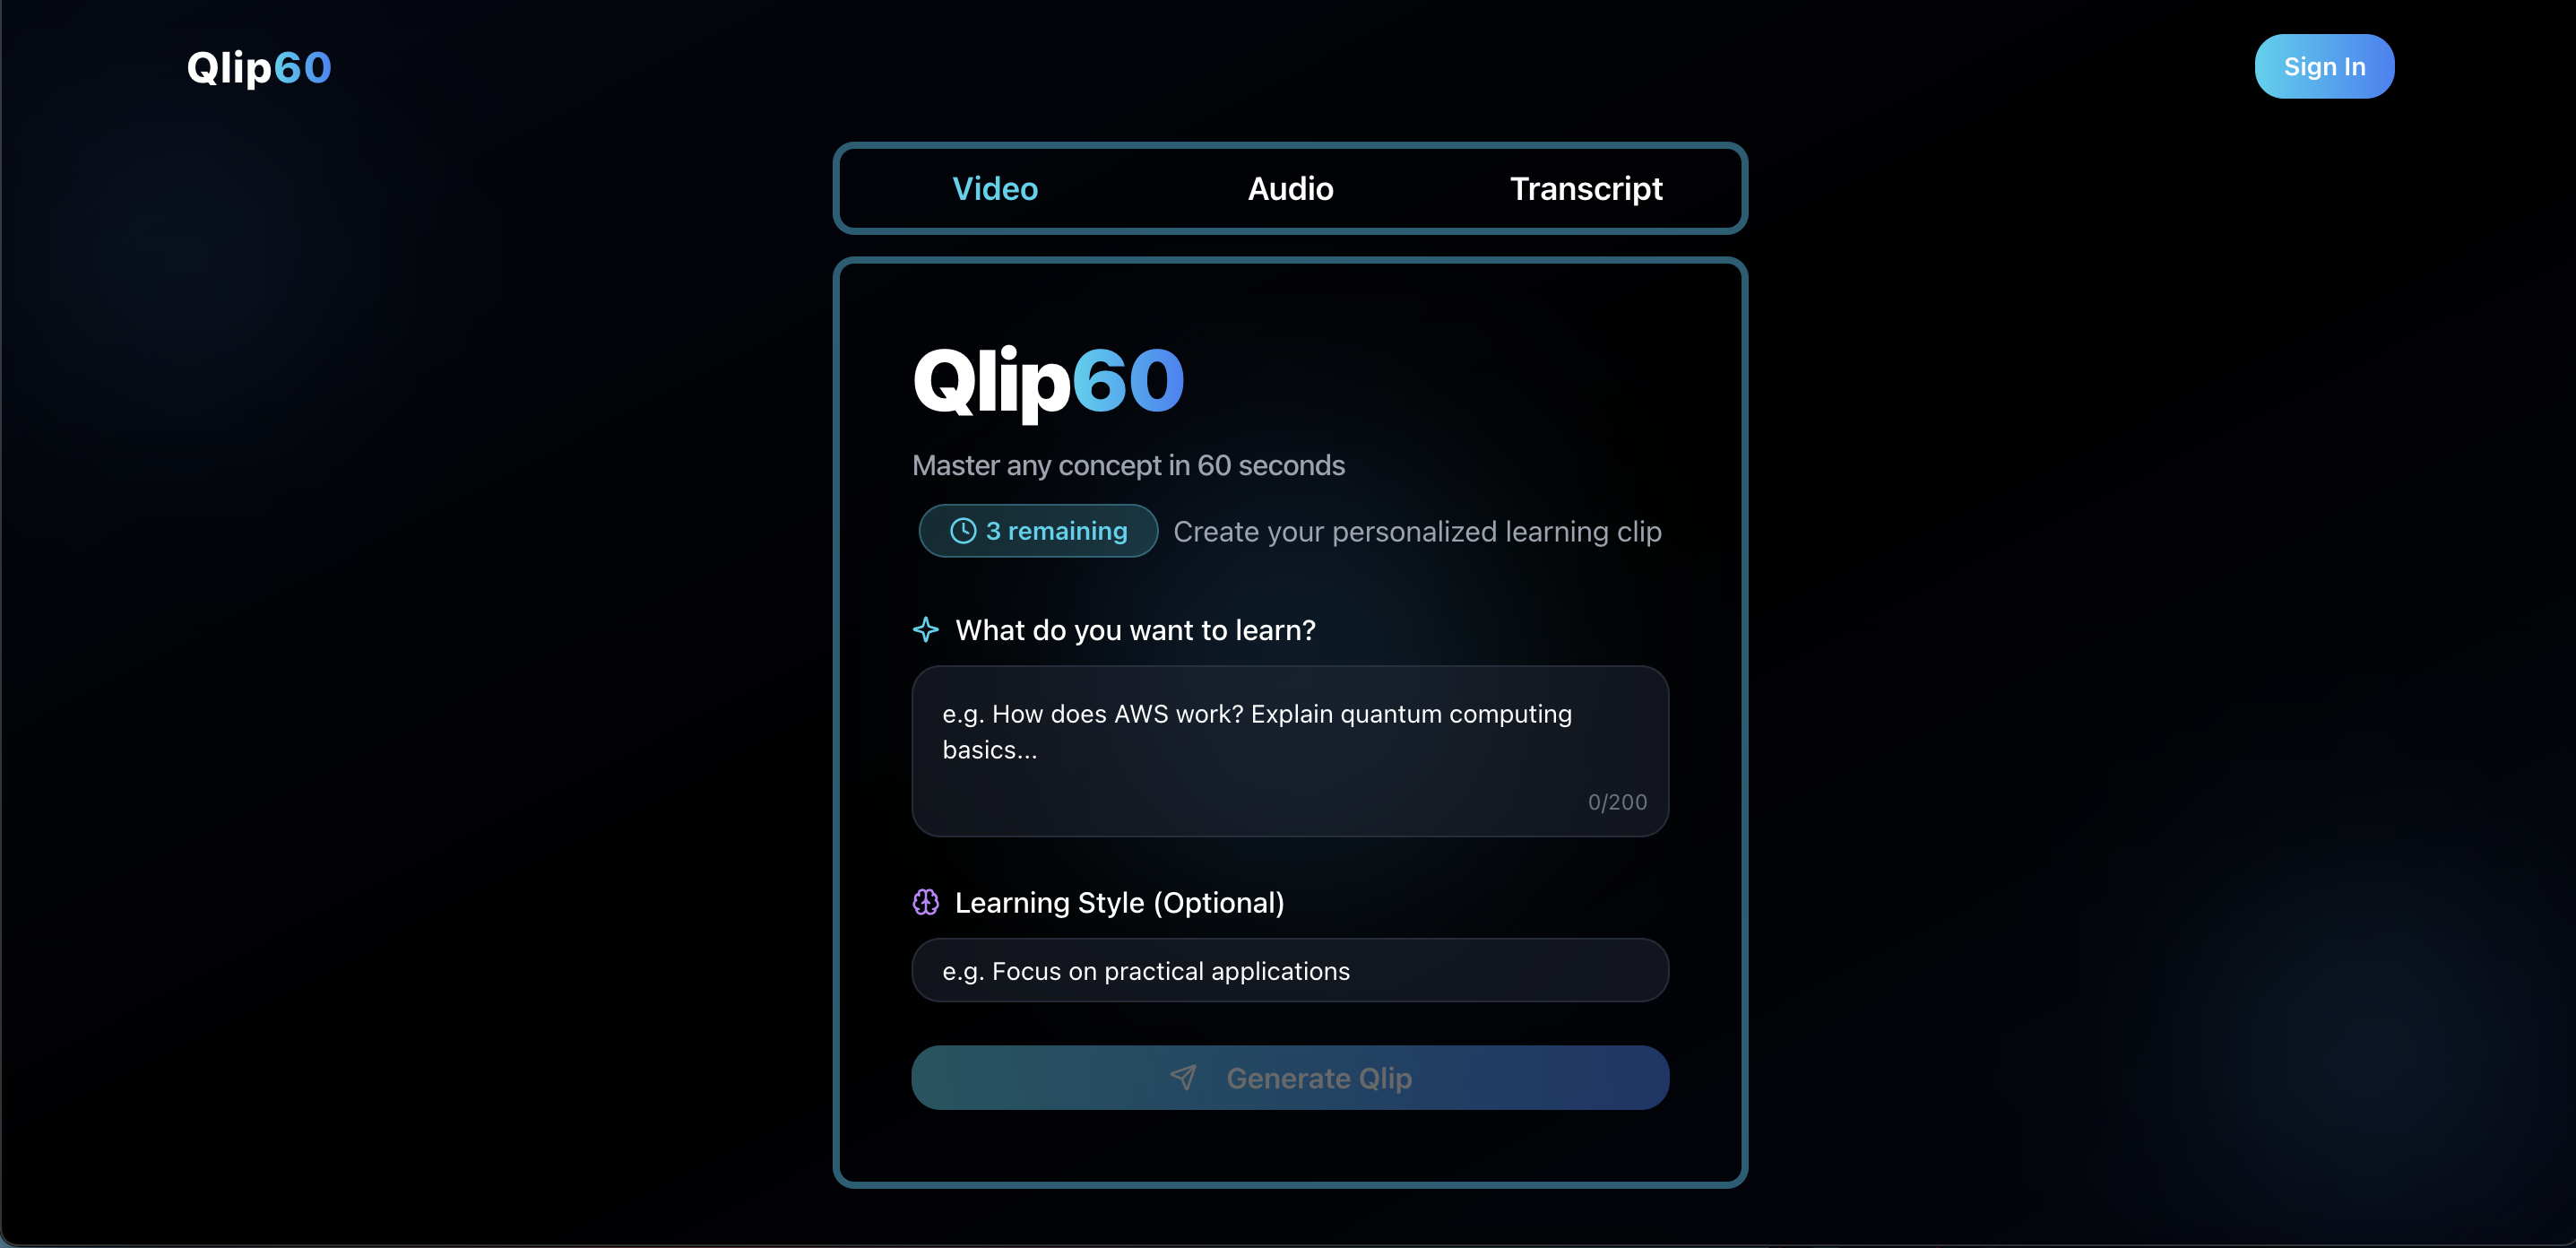 Qlip60
Sign In
Video
Audio
Transcript
Qlip60
Master any concept in 60 seconds
3 remaining
Create your personalized learning clip
What do you want to learn?
e.g. How does AWS work? Explain quantum computing
basics...
0/200
Learning Style (Optional)
e.g. Focus on practical applications
Generate Qlip